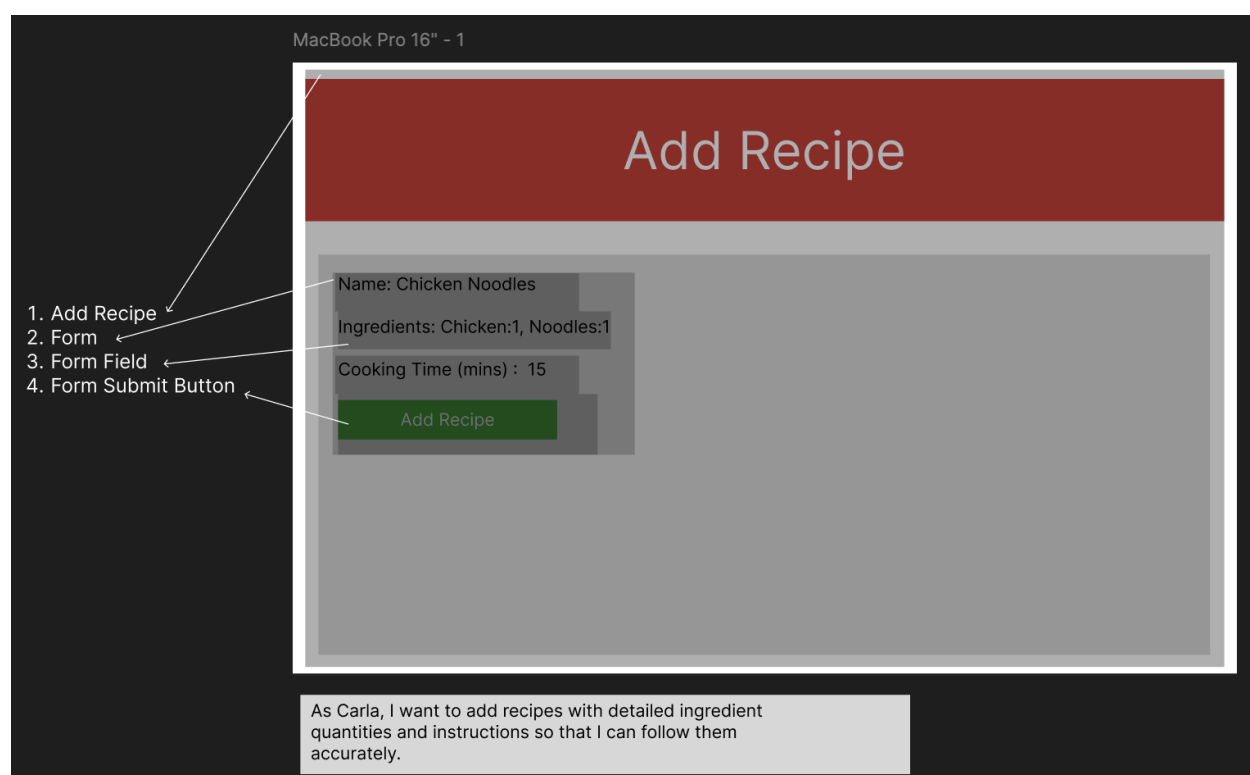 MacBook Pro 16" - 1
Add Recipe
Name: Chicken Noodles
Ingredients: Chicken:1, Noodles:1
Cooking Time (mins) : 15
Add Recipe
1. Add Recipe
2. Form
3. Form Field
4. Form Submit Button
As Carla, I want to add recipes with detailed ingredient
quantities and instructions so that I can follow them
accurately.